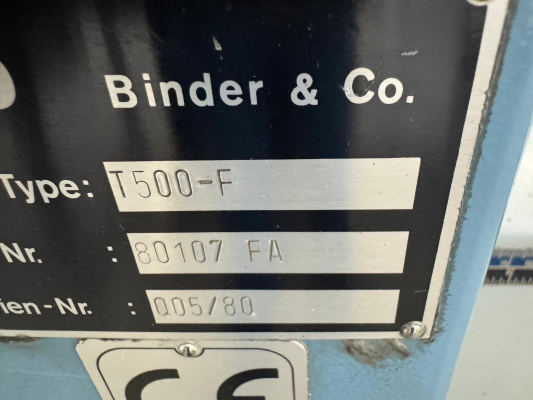 Binder & Co.
Type: T500-F
Nr. : 80107 FA
ien-Nr. : 005/80
CE